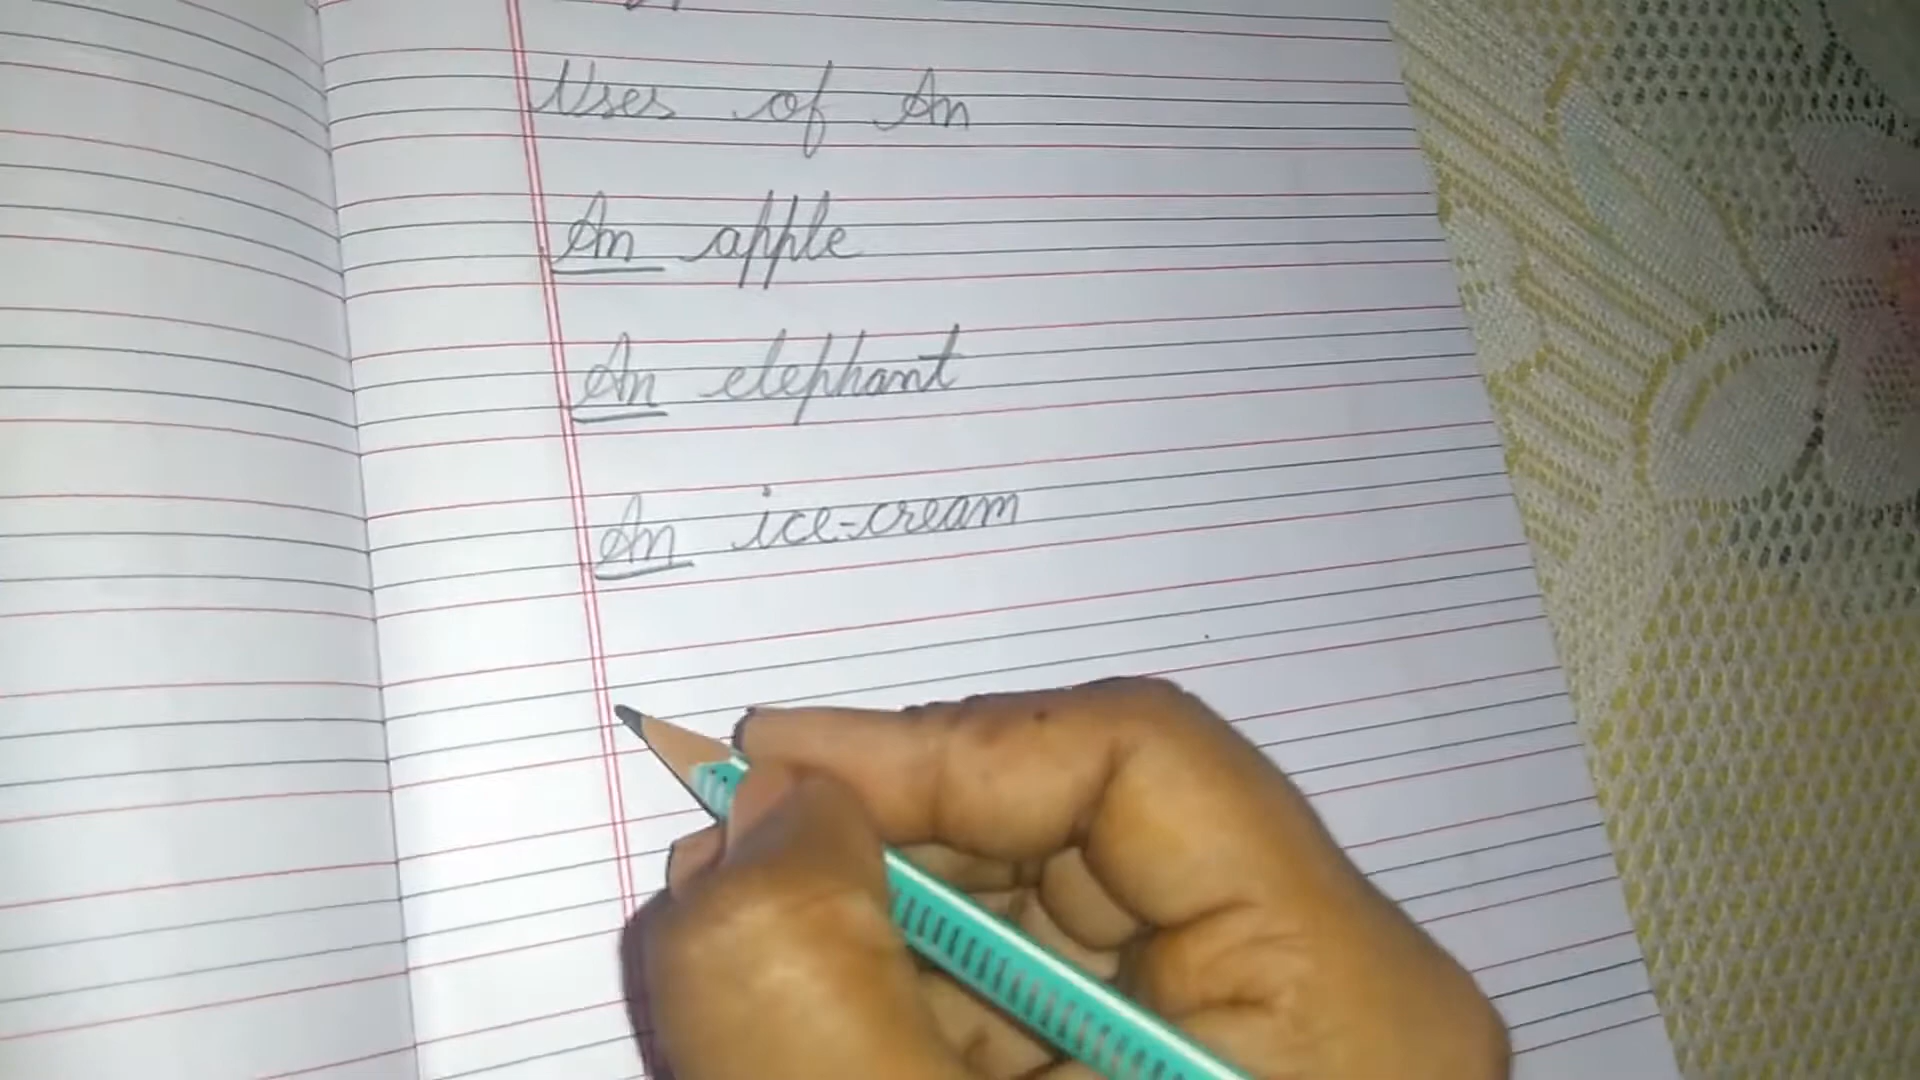 Uses of An
An apple
An elephant
An ice-cream